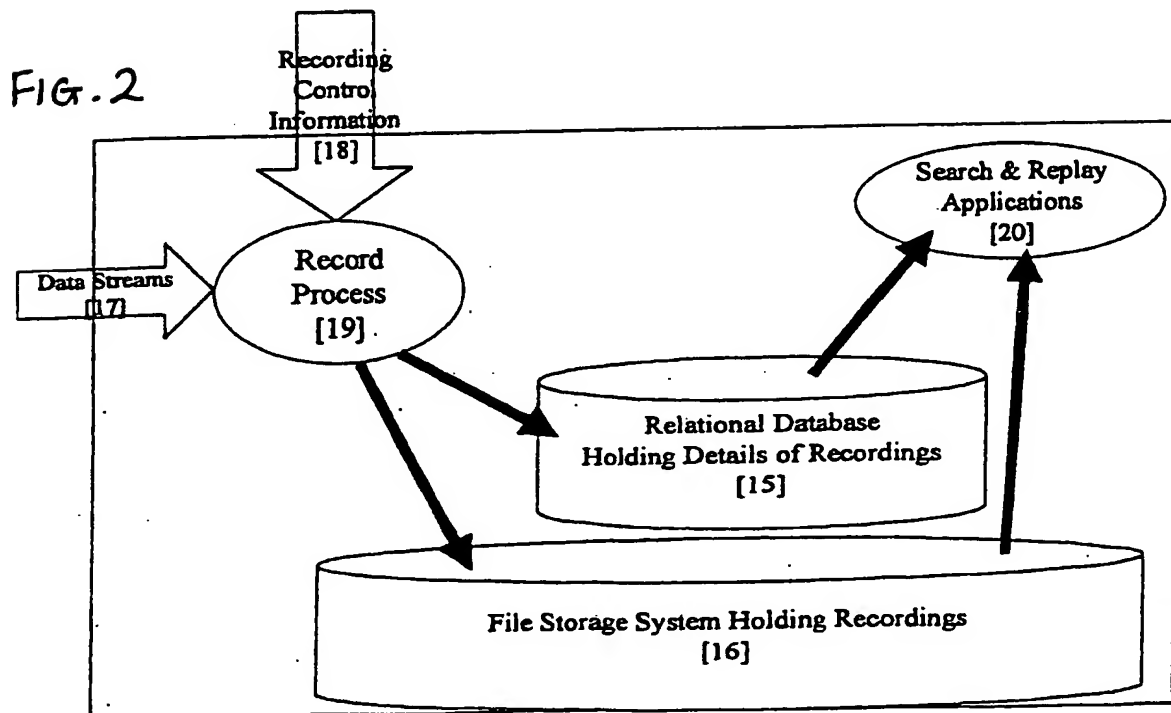 FIG. 2
Recording
Control
Information
[18]
Data Streams
[17]
Record
Process
[19]
Search & Replay
Applications
[20]
Relational Database
Holding Details of Recordings
[15]
File Storage System Holding Recordings
[16]